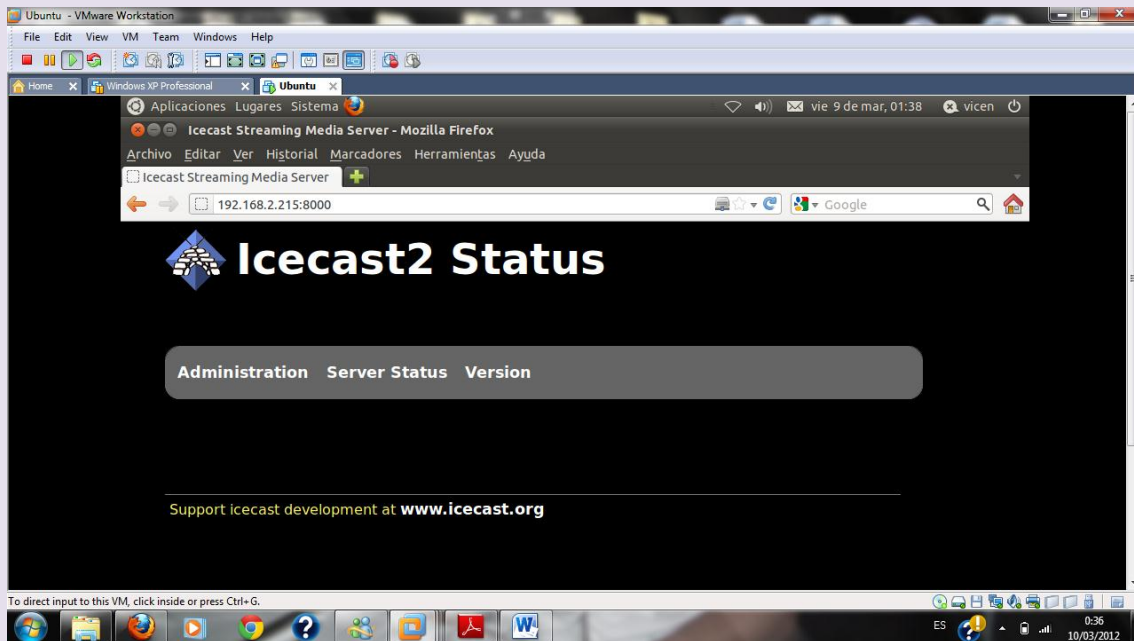 Ubuntu - VMware Workstation
File Edit View VM Team Windows Help
Home Windows XP Professional Ubuntu
Aplicaciones Lugares Sistema vie 9 de mar, 01:38 vicen
Icecast Streaming Media Server - Mozilla Firefox
Archivo Editar Ver Historial Marcadores Herramientas Ayuda
Icecast Streaming Media Server
192.168.2.215:8000 Google
Icecast2 Status
Administration Server Status Version
Support icecast development at www.icecast.org
To direct input to this VM, click inside or press Ctrl+G.
ES 0:36
10/03/2012